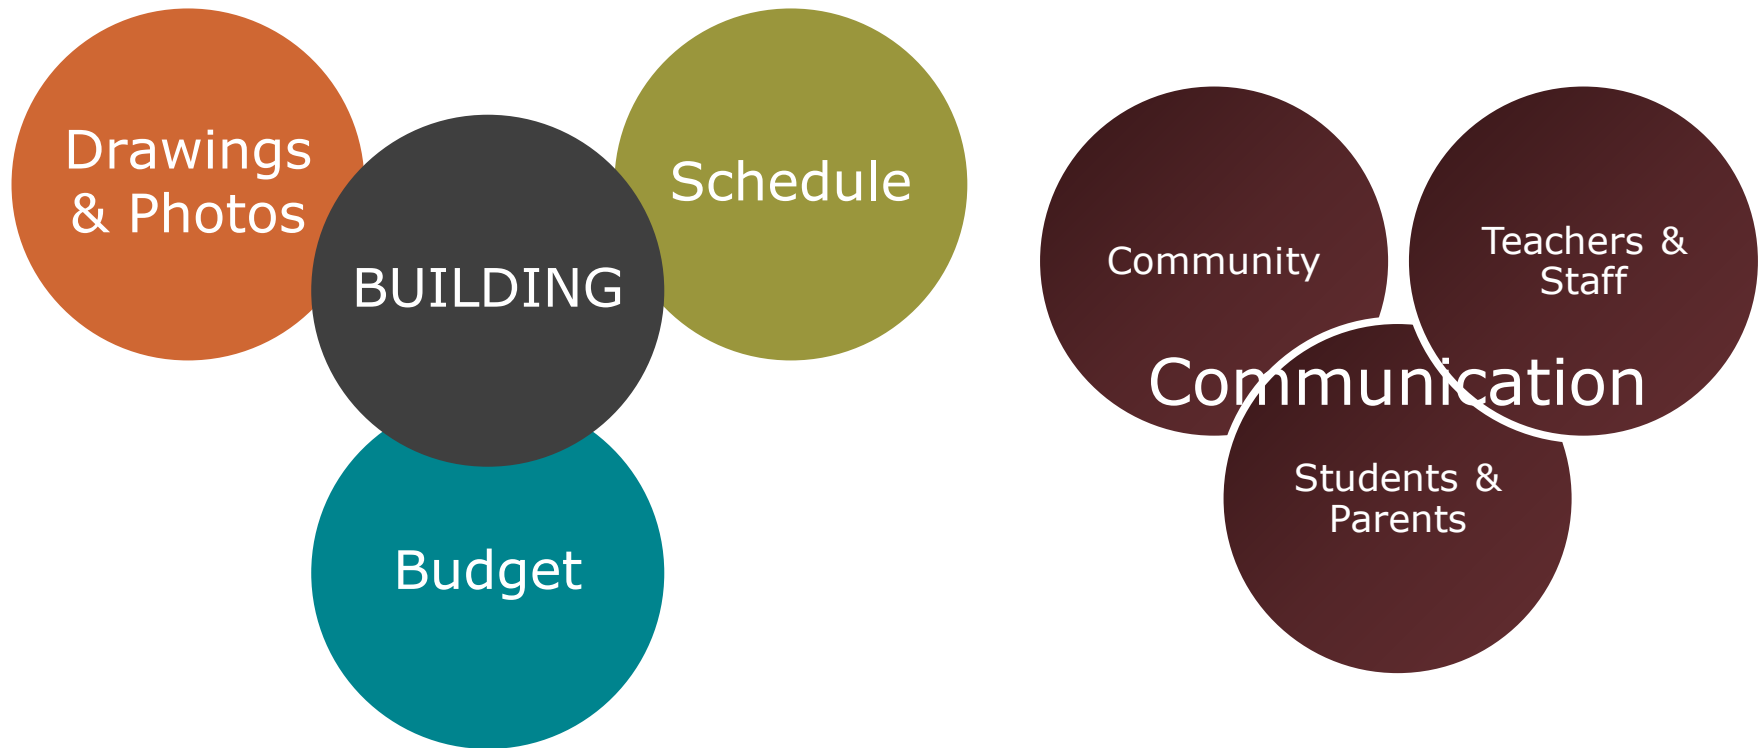 Drawings
& Photos
Schedule
BUILDING
Budget
Community
Teachers &
Staff
Communication
Students &
Parents